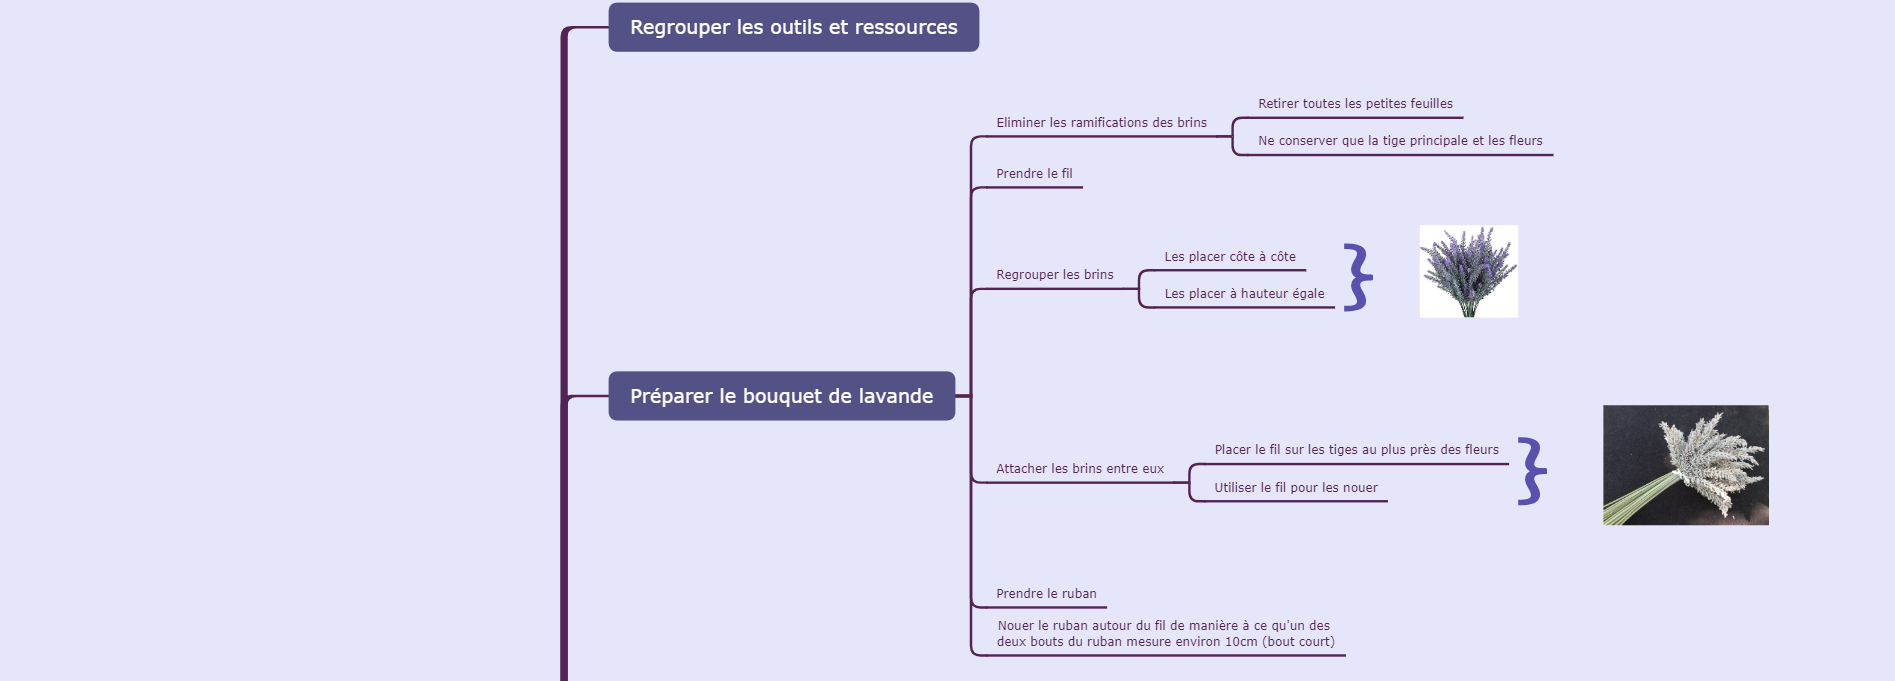 Regrouper les outils et ressources
Retirer toutes les petites feuilles
Eliminer les ramifications des brins
Ne conserver que la tige principale et les fleurs
Prendre le fil
Les placer côte à côte
Regrouper les brins
Les placer à hauteur égale
Préparer le bouquet de lavande
Placer le fil sur les tiges au plus près des fleurs
Attacher les brins entre eux
Utiliser le fil pour les nouer
Prendre le ruban
Nouer le ruban autour du fil de manière à ce qu'un des
deux bouts du ruban mesure environ 10cm (bout court)